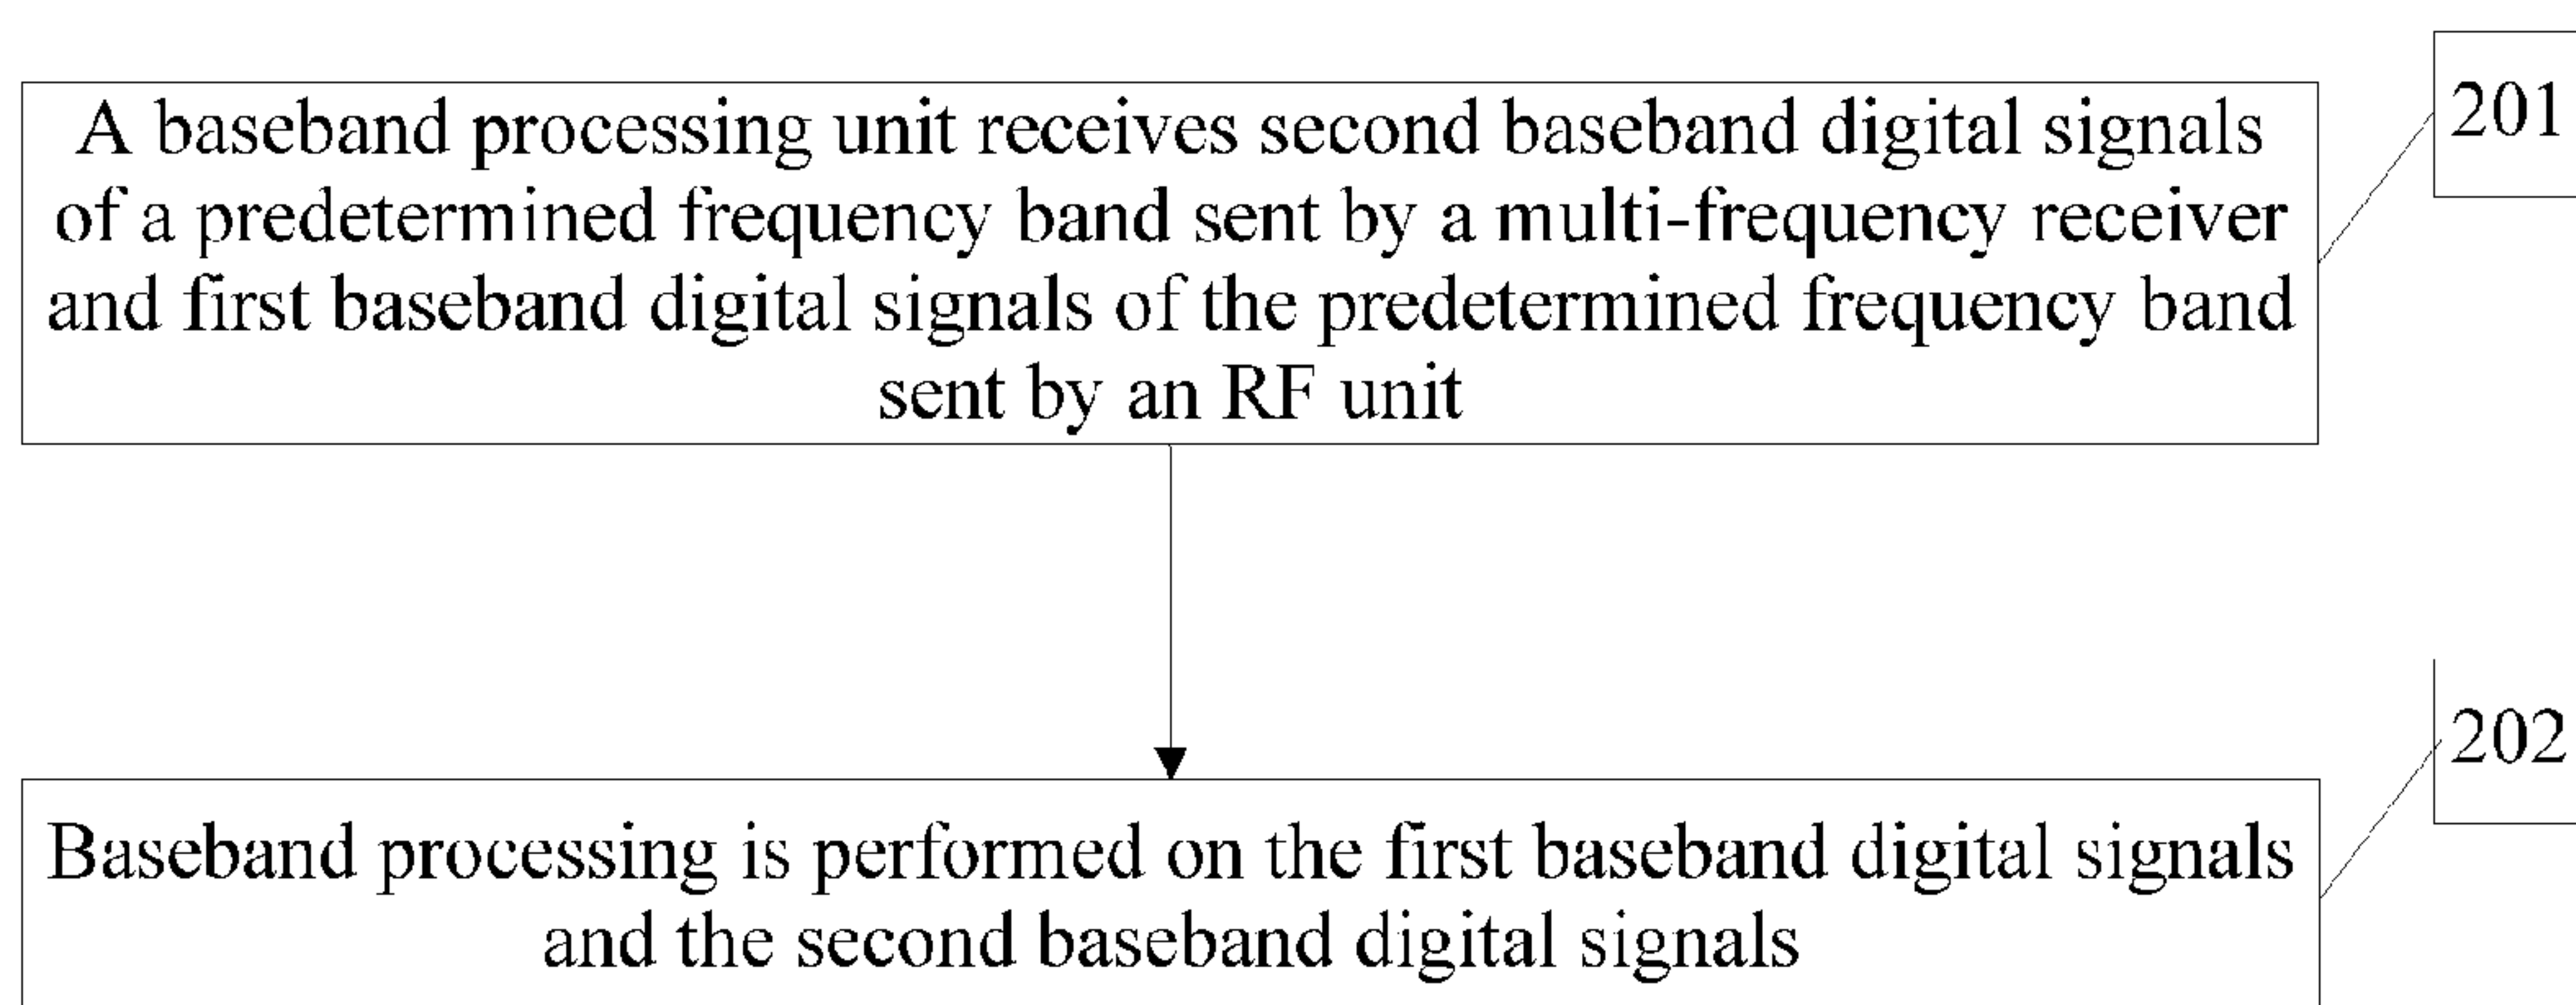 201
A baseband processing unit receives second baseband digital signals
of a predetermined frequency band sent by a multi-frequency receiver
and first baseband digital signals of the predetermined frequency band
sent by an RF unit
202
Baseband processing is performed on the first baseband digital signals
and the second baseband digital signals